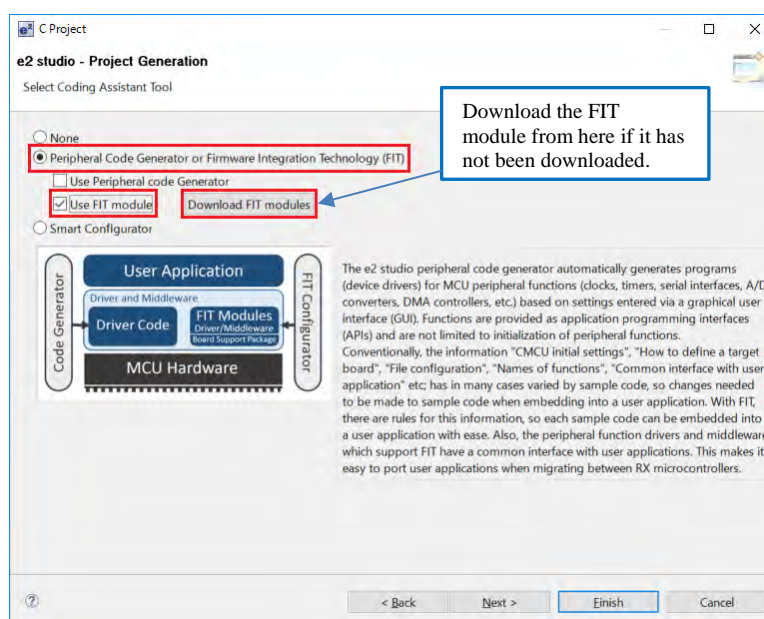 C Project
e2 studio - Project Generation
Select Coding Assistant Tool
Download the FIT
module from here if it has
not been downloaded.
None
Peripheral Code Generator or Firmware Integration Technology (FIT)
Use Peripheral code Generator
Use FIT module
Download FIT modules
Smart Configurator
Code Generator
User Application
Driver and Middleware
Driver Code
FIT Modules
Driver/Middleware
Board Support Package
MCU Hardware
FIT Configurator
The e2 studio peripheral code generator automatically generates programs
(device drivers) for MCU peripheral functions (clocks, timers, serial interfaces, A/D
converters, DMA controllers, etc.) based on settings entered via a graphical user
interface (GUI). Functions are provided as application programming interfaces
(APIs) and are not limited to initialization of peripheral functions.
Conventionally, the information "CMCU initial settings", "How to define a target
board", "File configuration", "Names of functions", "Common interface with user
application" etc; has in many cases varied by sample code, so changes needed
to be made to sample code when embedding into a user application. With FIT,
there are rules for this information, so each sample code can be embedded into
a user application with ease. Also, the peripheral function drivers and middleware
which support FIT have a common interface with user applications. This makes it
easy to port user applications when migrating between RX microcontrollers.
< Back
Next >
Finish
Cancel